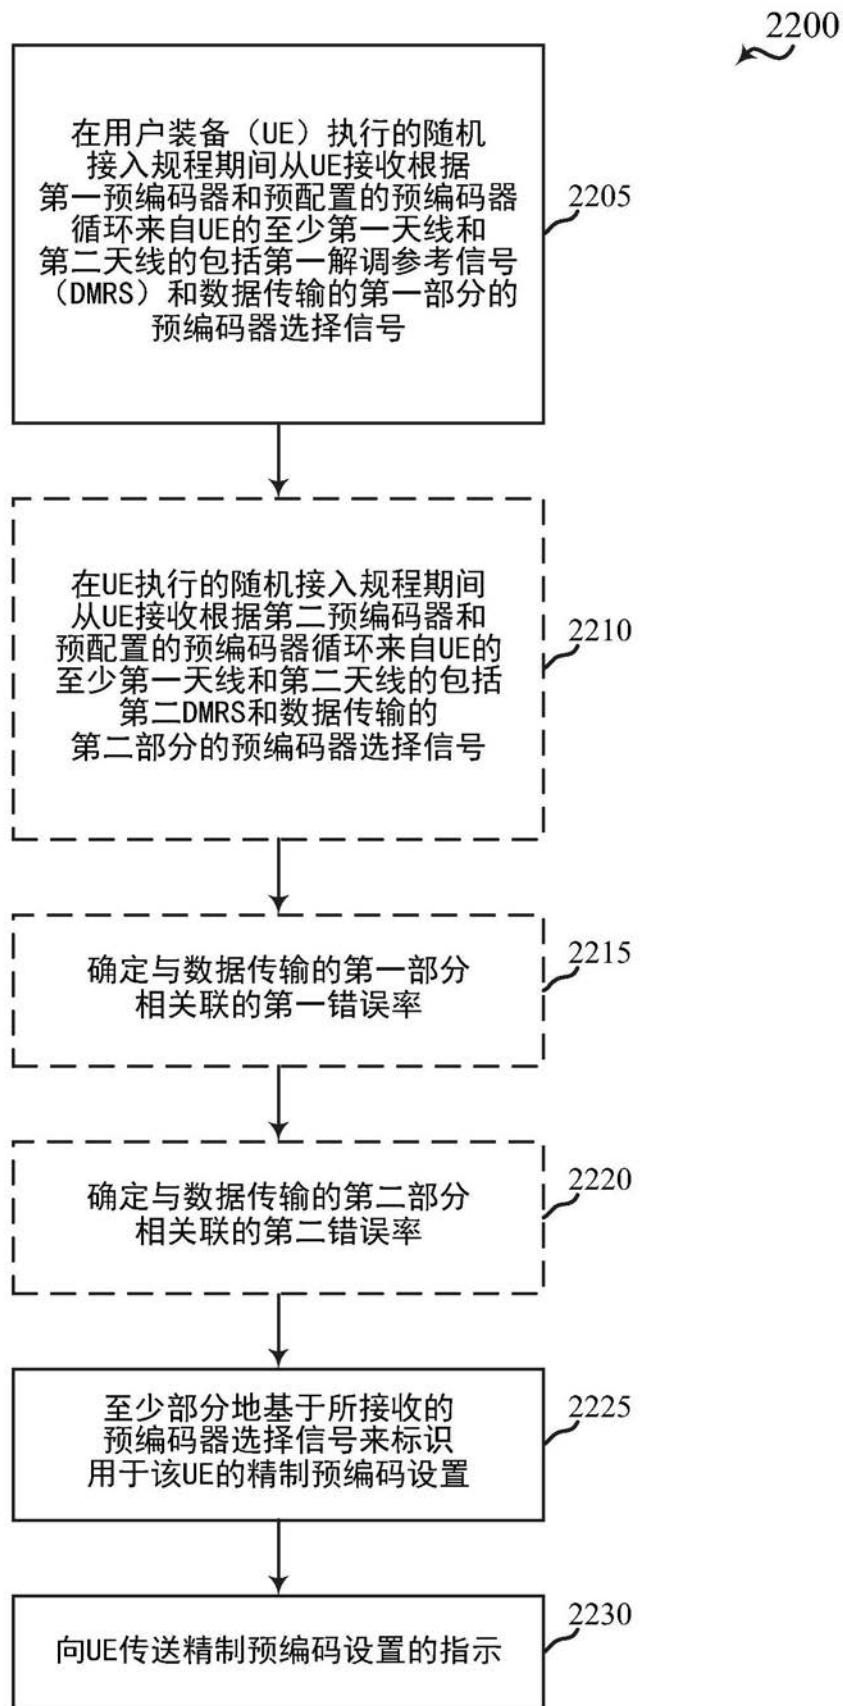 2200
在用户装备（UE）执行的随机
接入规程期间从UE接收根据
第一预编码器和预配置的预编码器
循环来自UE的至少第一天线和
第二天线的包括第一解调参考信号
（DMRS）和数据传输的第一部分的
预编码器选择信号
2205
在UE执行的随机接入规程期间
从UE接收根据第二预编码器和
预配置的预编码器循环来自UE的
至少第一天线和第二天线的包括
第二DMRS和数据传输的
第二部分的预编码器选择信号
2210
确定与数据传输的第一部分
相关联的第一错误率
2215
确定与数据传输的第二部分
相关联的第二错误率
2220
至少部分地基于所接收的
预编码器选择信号来标识
用于该UE的精制预编码设置
2225
向UE传送精制预编码设置的指示
2230